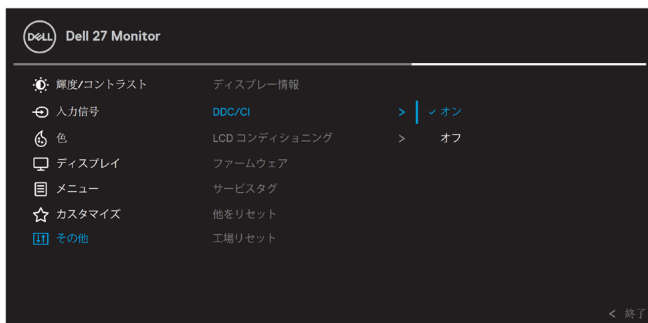 DELL Dell 27 Monitor
輝度/コントラスト ディスプレー情報
入力信号 DDC/CI > ✓ オン
色 LCD コンディショニング > オフ
ディスプレイ ファームウェア
メニュー サービスタグ
カスタマイズ 他をリセット
その他 工場リセット
< 終了